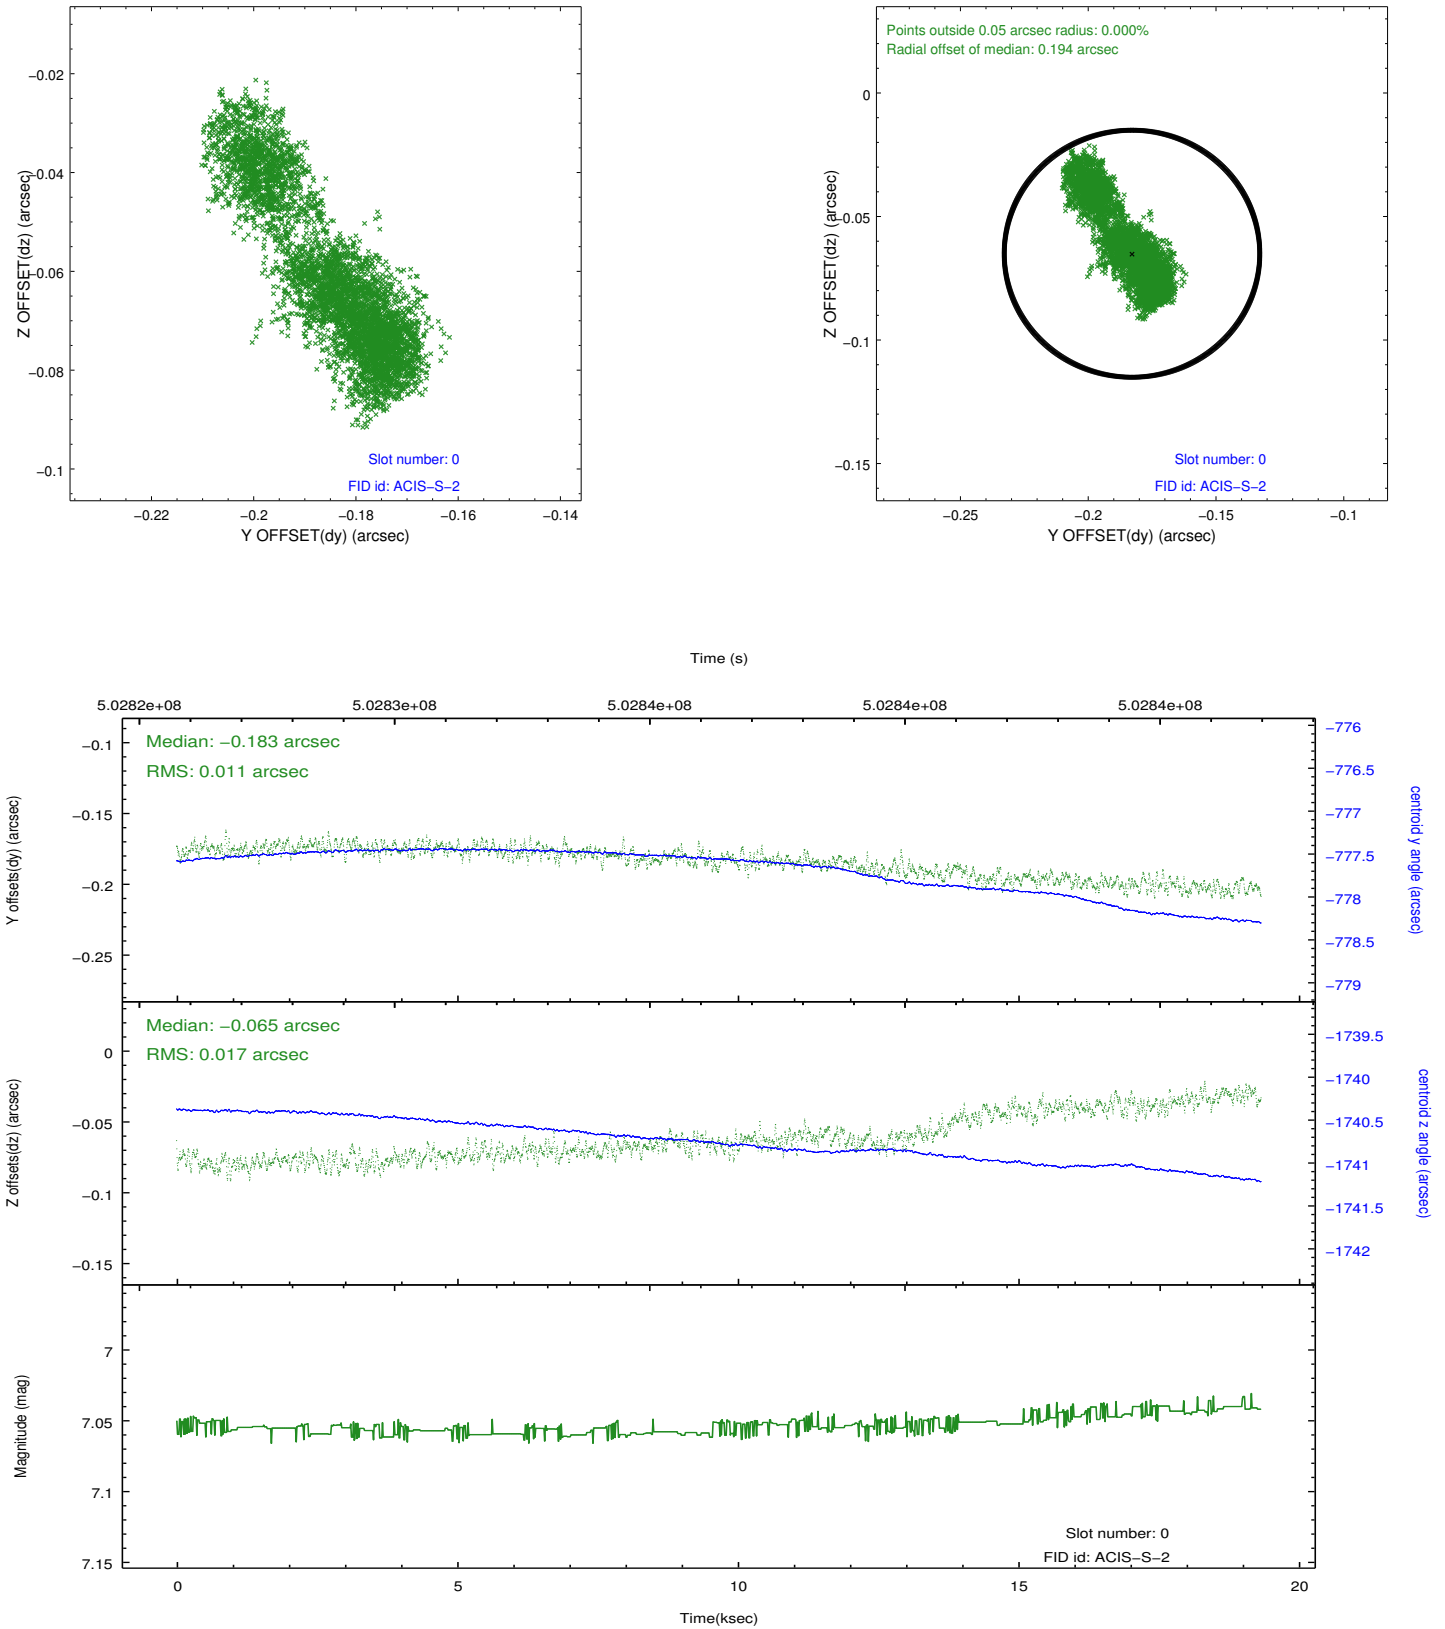 −0.02
−0.04
−0.06
−0.08
−0.1
Z OFFSET(dz) (arcsec)
Slot number: 0
FID id: ACIS−S−2
−0.22
−0.2
−0.18
−0.16
−0.14
Y OFFSET(dy) (arcsec)
Points outside 0.05 arcsec radius: 0.000%
Radial offset of median: 0.194 arcsec
0
−0.05
−0.1
−0.15
Z OFFSET(dz) (arcsec)
Slot number: 0
FID id: ACIS−S−2
−0.25
−0.2
−0.15
−0.1
Y OFFSET(dy) (arcsec)
Time (s)
5.0282e+08
5.0283e+08
5.0284e+08
5.0284e+08
5.0284e+08
Median: −0.183 arcsec
RMS: 0.011 arcsec
−0.1
−0.15
−0.2
−0.25
Y offsets(dy) (arcsec)
−776
−776.5
−777
−777.5
−778
−778.5
−779
centroid y angle (arcsec)
Median: −0.065 arcsec
RMS: 0.017 arcsec
0
−0.05
−0.1
−0.15
Z offsets(dz) (arcsec)
−1739.5
−1740
−1740.5
−1741
−1741.5
−1742
centroid z angle (arcsec)
7
7.05
7.1
7.15
Magnitude (mag)
Slot number: 0
FID id: ACIS−S−2
0
5
10
15
20
Time(ksec)